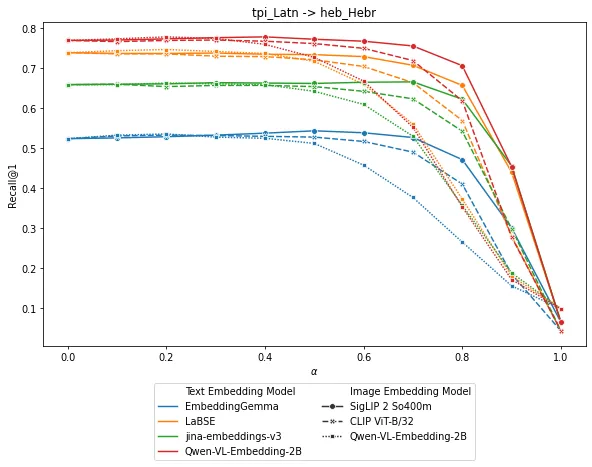 tpi_Latn -> heb_Hebr
Recall@1
0.8
0.7
0.6
0.5
0.4
0.3
0.2
0.1
0.0 0.2 0.4 0.6 0.8 1.0
α
Text Embedding Model
EmbeddingGemma
LaBSE
jina-embeddings-v3
Qwen-VL-Embedding-2B
Image Embedding Model
SigLIP 2 So400m
CLIP ViT-B/32
Qwen-VL-Embedding-2B